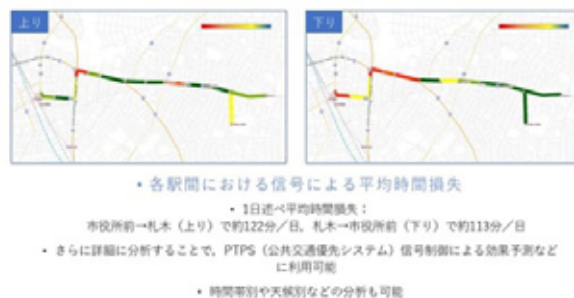 上り
下り
• 各駅間における信号による平均時間損失
• 1日述べ平均時間損失：
市役所前→札木（上り）で約122分／日，札木→市役所前（下り）で約113分／日
• さらに詳細に分析することで，PTPS（公共交通優先システム）信号制御による効果予測など
に利用可能
• 時間帯別や天候別などの分析も可能